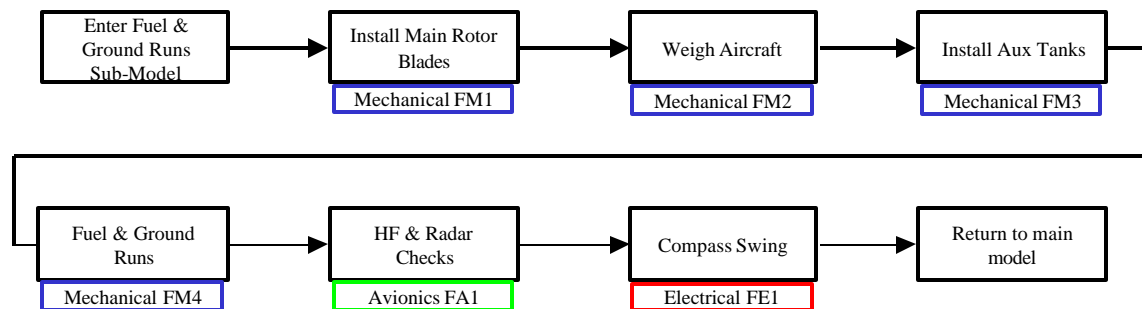 Enter Fuel &
Ground Runs
Sub-Model
Install Main Rotor
Blades
Mechanical FM1
Weigh Aircraft
Mechanical FM2
Install Aux Tanks
Mechanical FM3
Fuel & Ground
Runs
Mechanical FM4
HF & Radar
Checks
Avionics FA1
Compass Swing
Electrical FE1
Return to main
model